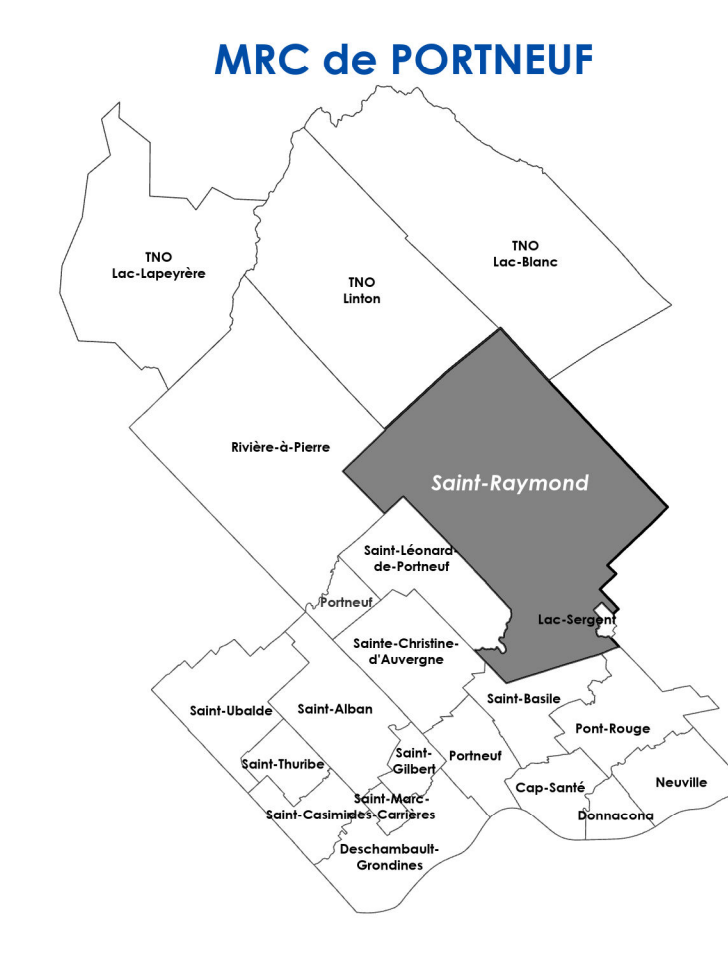 MRC de PORTNEUF
TNO
Lac-Blanc
TNO
Lac-Lapeyrère
TNO
Linton
Rivière-à-Pierre
Saint-Raymond
Saint-Léonard-
de-Portneuf
Portneuf
Lac-Sergent
Sainte-Christine-
d'Auvergne
Saint-Basile
Saint-Ubalde
Saint-Alban
Pont-Rouge
Saint-
Gilbert
Portneuf
Saint-Thuribe
Neuville
Cap-Santé
Saint-Marc-
des-Carrières
Saint-Casimir
Donnacona
Deschambault-
Grondines